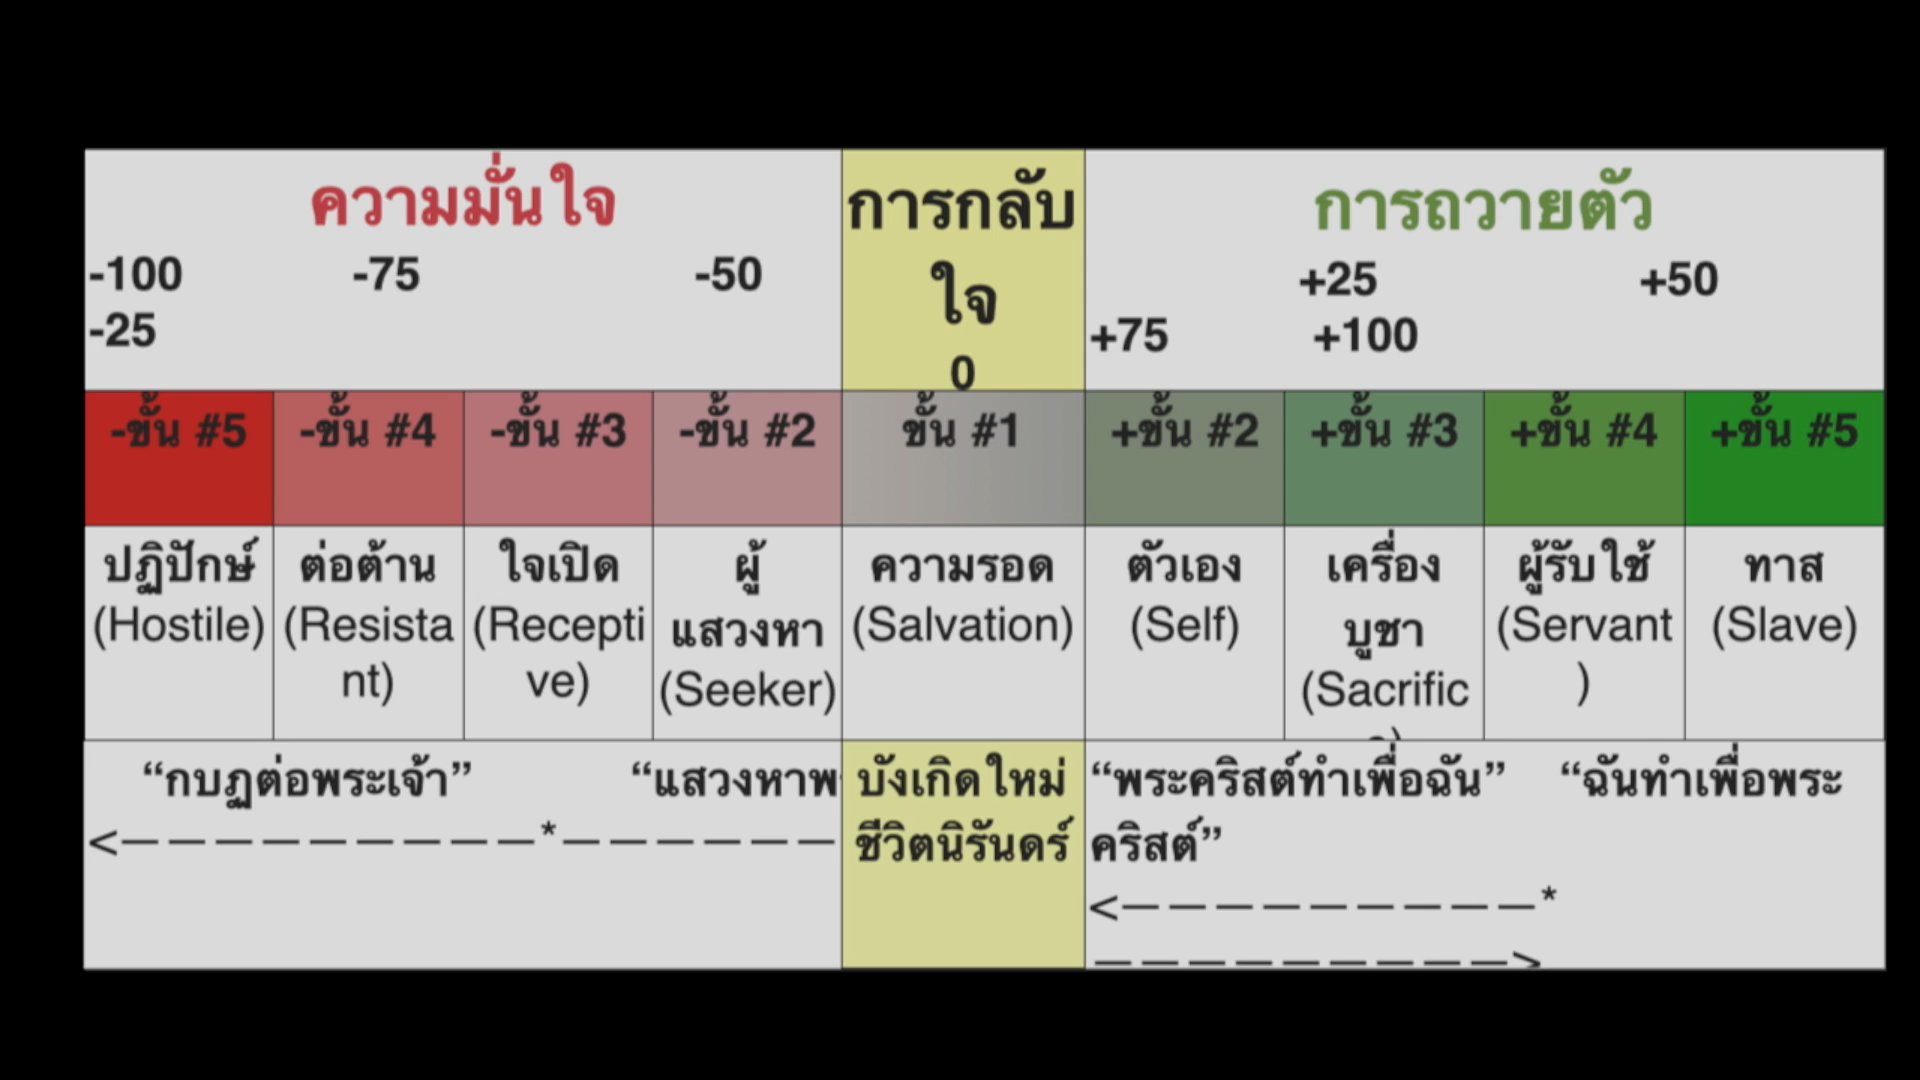 ความมั่นใจ
-100 -75 -50
-25
การกลับ
ใจ
0
การถวายตัว
+25 +50
+75 +100
-ขั้น #5 -ขั้น #4 -ขั้น #3 -ขั้น #2 ขั้น #1 +ขั้น #2 +ขั้น #3 +ขั้น #4 +ขั้น #5
ปฏิปักษ์
(Hostile)
ต่อต้าน
(Resista
nt)
ใจเปิด
(Recepti
ve)
ผู้
แสวงหา
(Seeker)
ความรอด
(Salvation)
ตัวเอง
(Self)
เครื่อง
บูชา
(Sacrific
ผู้รับใช้
(Servant
)
ทาส
(Slave)
“กบฏต่อพระเจ้า” “แสวงหาพ
<— — — — — — — — —*— — — — — —
บังเกิดใหม่
ชีวิตนิรันดร์
“พระคริสต์ทำเพื่อฉัน” “ฉันทำเพื่อพระ
คริสต์”
<— — — — — — — — —*
— — — — — — — — —>